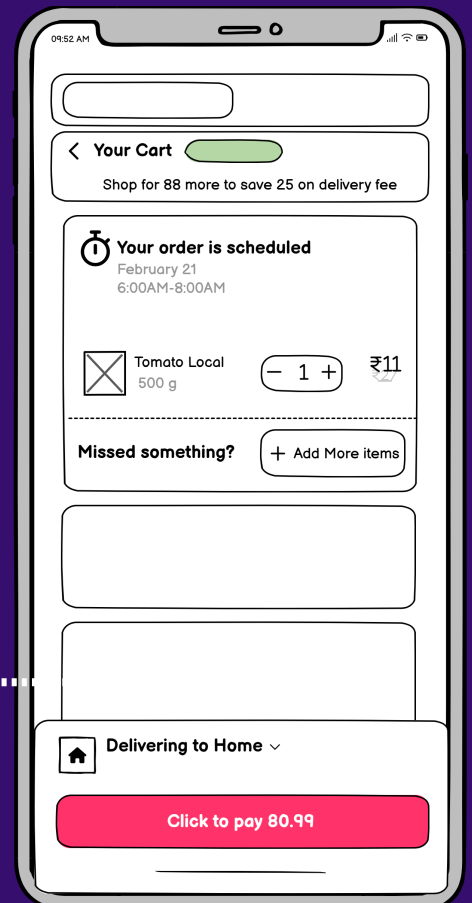 09:52 AM
Your Cart
Shop for 88 more to save 25 on delivery fee
Your order is scheduled
February 21
6:00AM-8:00AM
Tomato Local
500 g
− 1 +
₹11
Missed something?
+ Add More items
Delivering to Home
Click to pay 80.99